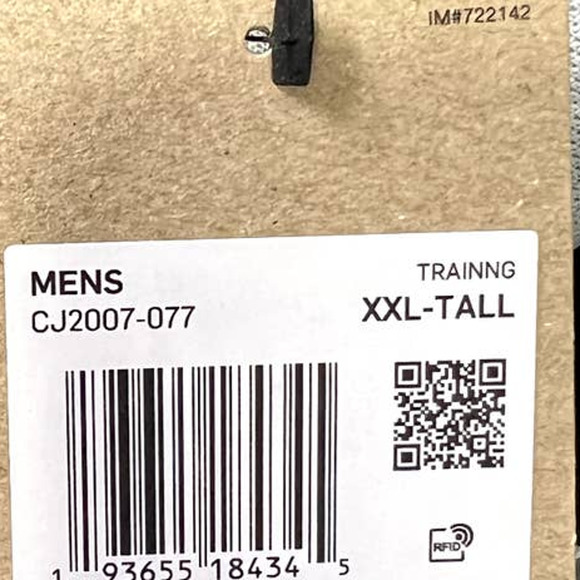 IM#722142
MENS
TRAINNG
CJ2007-077
XXL-TALL
RFID
1 93655 18434 5